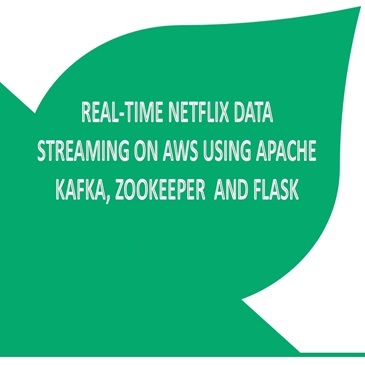 REAL-TIME NETFLIX DATA
STREAMING ON AWS USING APACHE
KAFKA, ZOOKEEPER AND FLASK